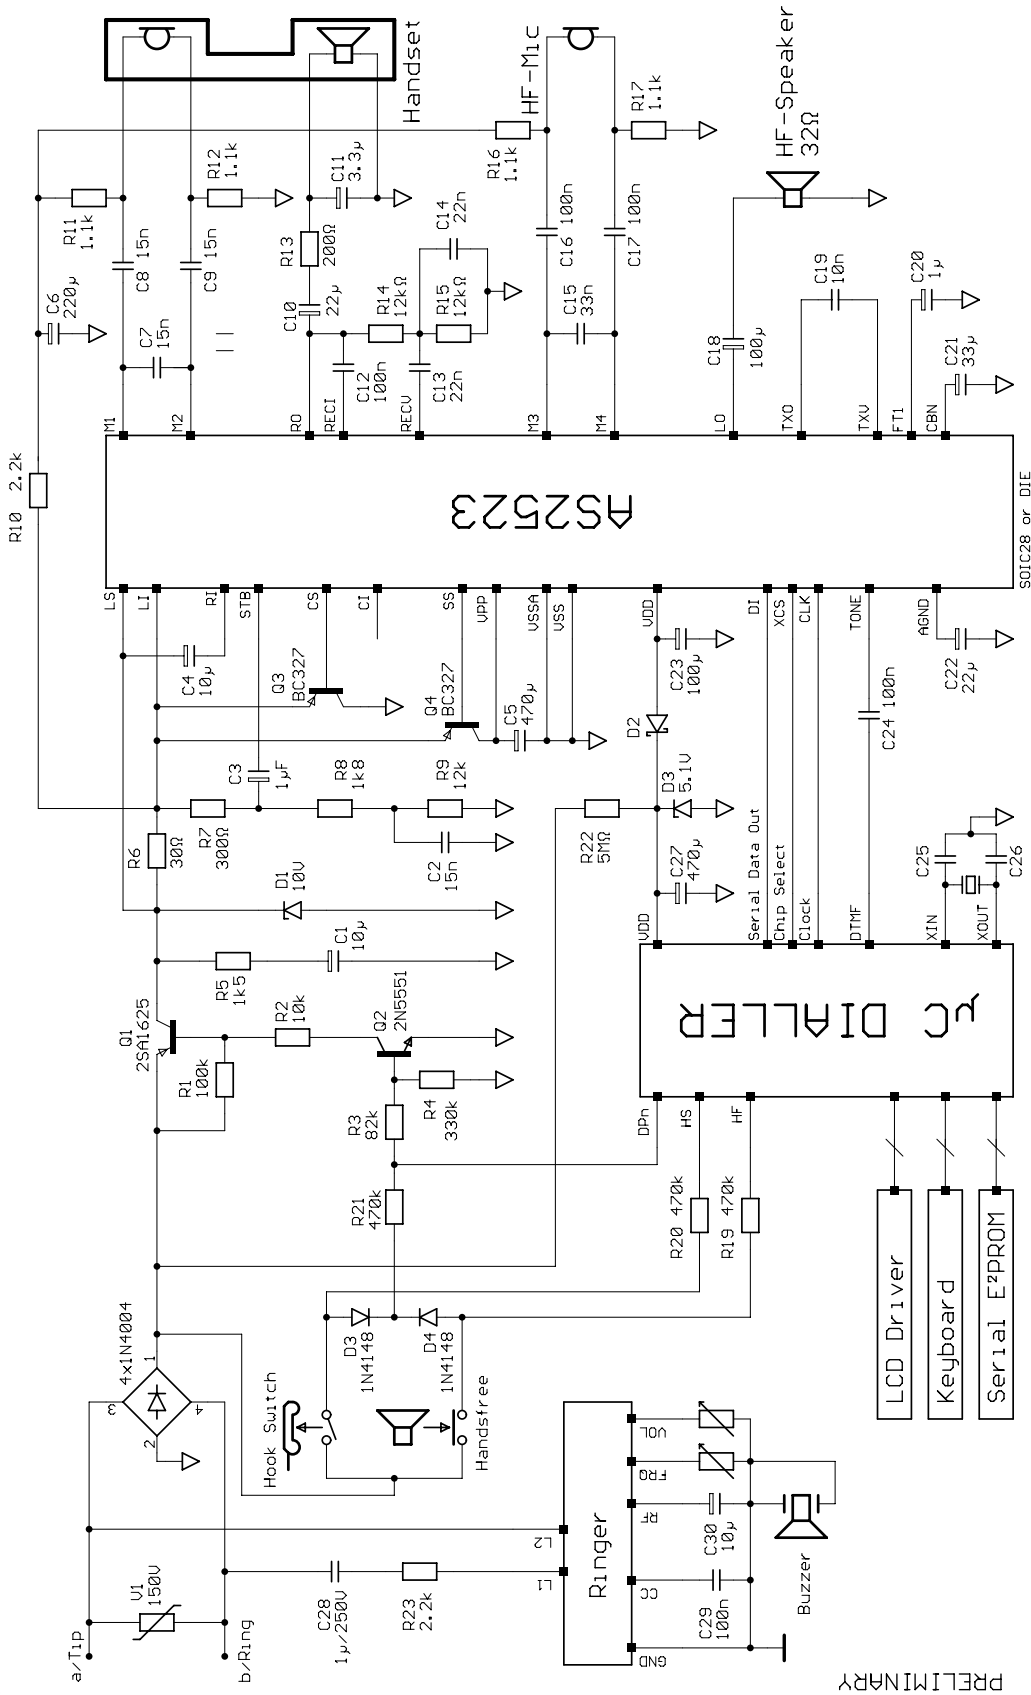 Handset
HF-Mic
HF-Speaker
32Ω
R11
1.1k
R12
1.1k
R16
1.1k
R17
1.1k
C6
220µ
C8 15n
C9 15n
C7
15n
R13
200Ω
C11
3.3µ
C10
22µ
C14
22n
R14
12kΩ
R15
12kΩ
C12
100n
C13
22n
C16 100n
C17 100n
C15
33n
C18
100µ
C19
10n
C20
1µ
C21
33µ
R10 2.2k
M1
M2
RO
RECI
RECV
M3
M4
LO
TXO
TXV
FT1
CBN
AS2523
SOIC28 or DIE
LS
LI
RI
STB
CS
CI
SS
VPP
VSSA
VSS
VDD
DI
XCS
CLK
TONE
AGND
C4
10µ
Q3
BC327
Q4
BC327
C5
470µ
C23
100µ
C22
22µ
C24 100n
D2
D3
5.1V
C3
1µF
R8
1k8
R9
12k
R6
30Ω
R7
300Ω
C2
15n
R22
5MΩ
C27
470µ
C25
C26
D1
10V
R5
1k5
C1
10µ
Q1
2SA1625
R1
100k
R2
10k
Q2
2N5551
R3
82k
R4
330k
R21
470k
VDD
Serial Data Out
Chip Select
Clock
DTMF
XIN
XOUT
µC DIALLER
DPn
HS
HF
R20 470k
R19 470k
LCD Driver
Keyboard
Serial E²PROM
4x1N4004
1
2
3
4
D3
1N4148
D4
1N4148
Hook Switch
Handsfree
a/Tip
b/Ring
V1
150V
C28
1µ/250V
R23
2.2k
L2
L1
Ringer
VOL
FRQ
RF
CC
GND
C30
10µ
C29
100n
Buzzer
PRELIMINARY